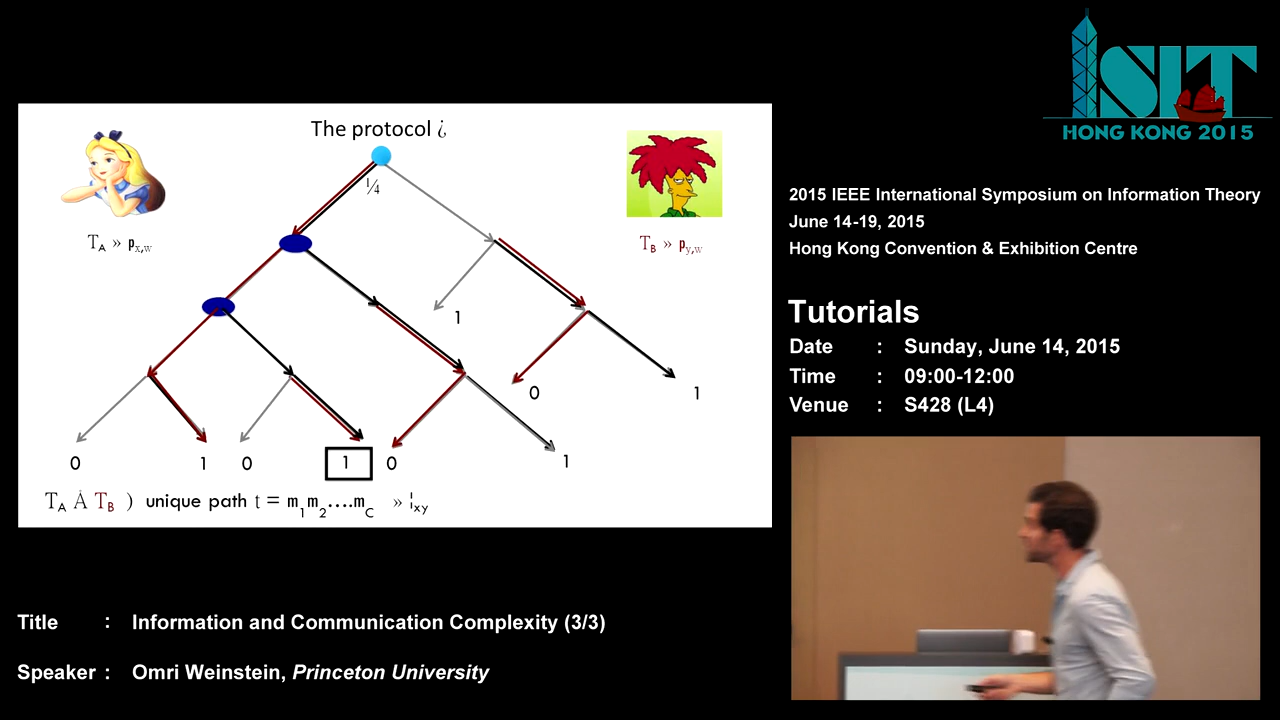 ISIT
HONG KONG 2015
2015 IEEE International Symposium on Information Theory
June 14-19, 2015
Hong Kong Convention & Exhibition Centre
Tutorials
Date : Sunday, June 14, 2015
Time : 09:00-12:00
Venue : S428 (L4)
The protocol ¿
¼
T_A » p_x,w
T_B » p_y,w
1
0
1
0
1
0
1
0
1
T_A Å T_B ) unique path t = m_1m_2....m_C » ¦_xy
Title : Information and Communication Complexity (3/3)
Speaker : Omri Weinstein, Princeton University